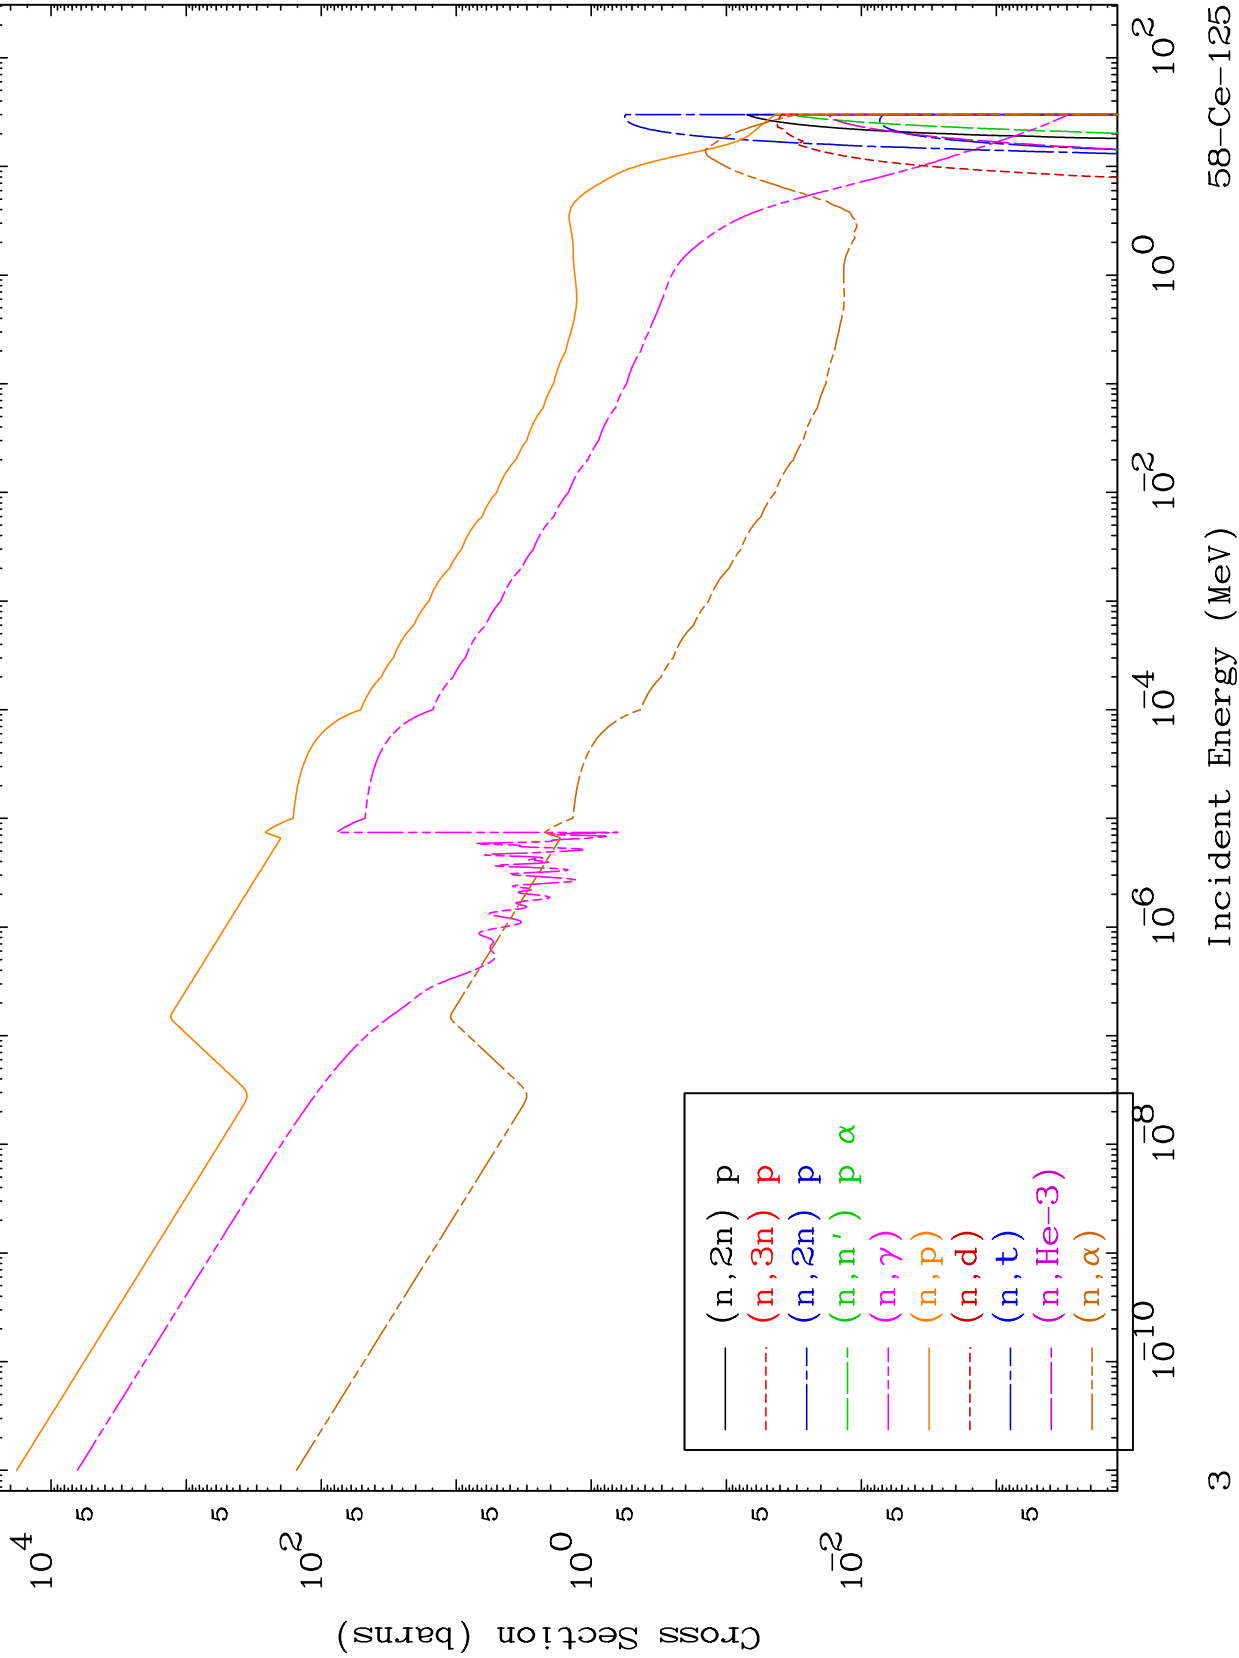 Cross Section (barns)
10^4
5
5
10^2
5
5
10^0
5
5
10^-2
5
5
(n,2n) p
(n,3n) p
(n,2n) p
(n,n') p α
(n,γ)
(n,p)
(n,d)
(n,t)
(n,He-3)
(n,α)
10^-10
10^-8
10^-6
10^-4
10^-2
10^0
10^2
3
Incident Energy (MeV)
58-Ce-125